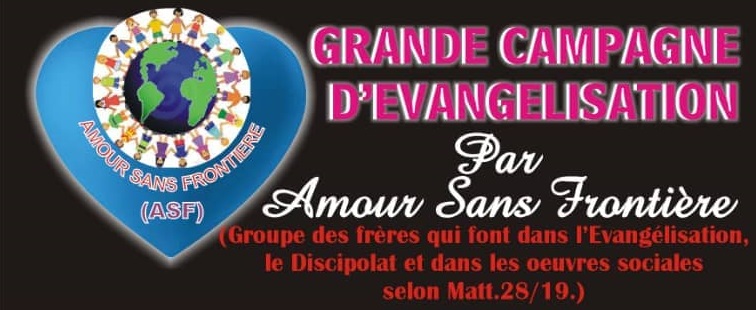 AMOUR SANS FRONTIERE
(ASF)
GRANDE CAMPAGNE
D'EVANGELISATION
Par
Amour Sans Frontière
(Groupe des frères qui font dans l'Evangélisation,
le Discipolat et dans les oeuvres sociales
selon Matt.28/19.)